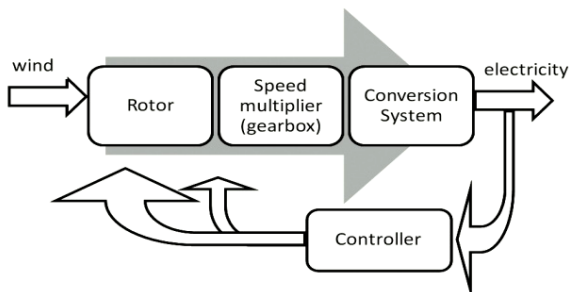 wind
Rotor
Speed
multiplier
(gearbox)
Conversion
System
electricity
Controller